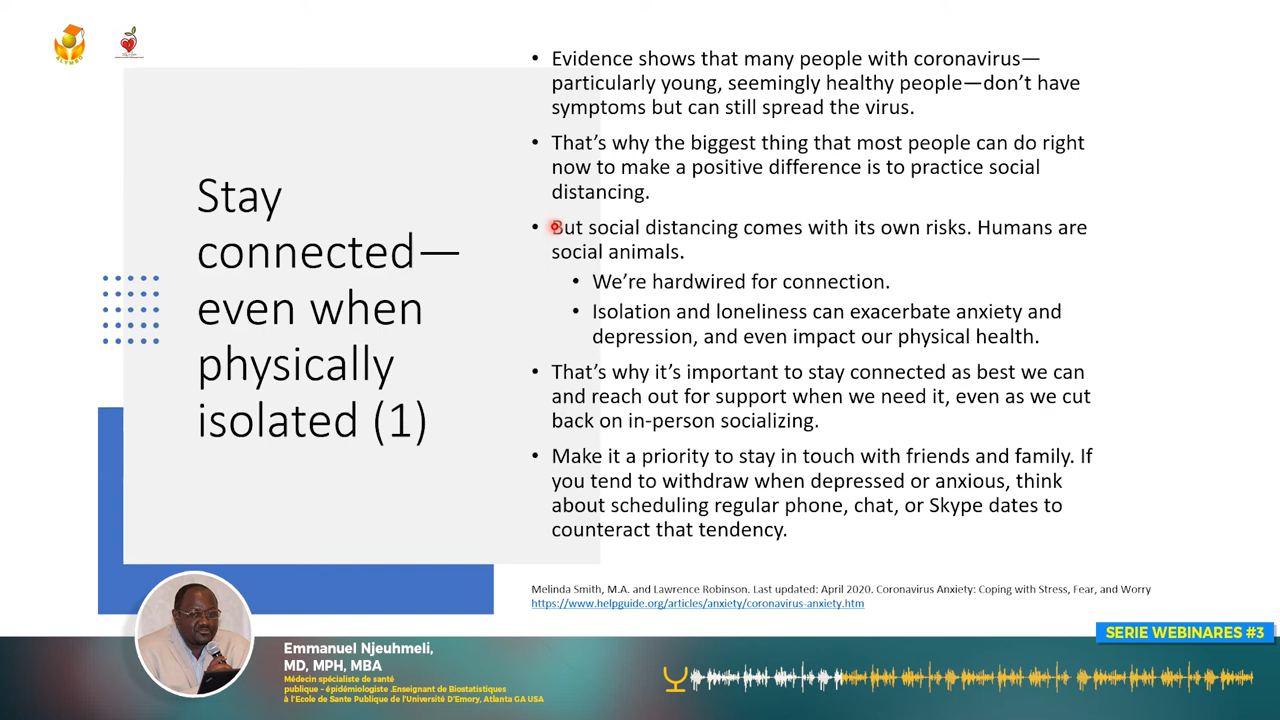 ALYMBO
Stay
connected—
even when
physically
isolated (1)
• Evidence shows that many people with coronavirus—
particularly young, seemingly healthy people—don’t have
symptoms but can still spread the virus.
• That’s why the biggest thing that most people can do right
now to make a positive difference is to practice social
distancing.
• But social distancing comes with its own risks. Humans are
social animals.
• We’re hardwired for connection.
• Isolation and loneliness can exacerbate anxiety and
depression, and even impact our physical health.
• That’s why it’s important to stay connected as best we can
and reach out for support when we need it, even as we cut
back on in-person socializing.
• Make it a priority to stay in touch with friends and family. If
you tend to withdraw when depressed or anxious, think
about scheduling regular phone, chat, or Skype dates to
counteract that tendency.
Melinda Smith, M.A. and Lawrence Robinson. Last updated: April 2020. Coronavirus Anxiety: Coping with Stress, Fear, and Worry
https://www.helpguide.org/articles/anxiety/coronavirus-anxiety.htm
SERIE WEBINARES #3
Emmanuel Njeuhmeli,
MD, MPH, MBA
Médecin spécialiste de santé
publique - épidémiologiste .Enseignant de Biostatistiques
à l'Ecole de Sante Publique de l'Université D'Emory, Atlanta GA USA